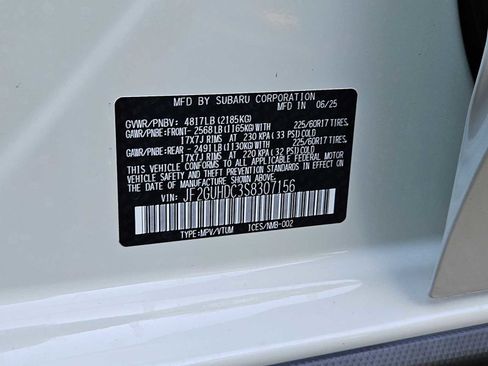 MFD BY SUBARU CORPORATION
MFD IN 06/25
GVWR/PNBV: 4817LB(2185KG)
GAWR/PNBE:FRONT- 2568LB(1165KG)WITH 225/60R17 TIRES,
17X7J RIMS AT 230 KPA(33 PSI)COLD
GAWR/PNBE:REAR -2491LB(1130KG)WITH 225/60R17 TIRES,
17X7J RIMS AT 220 KPA(32 PSI)COLD
THIS VEHICLE CONFORMS TO ALL APPLICABLE FEDERAL MOTOR
VEHICLE SAFETY AND BUMPER STANDARDS IN EFFECT ON THE
DATE OF MANUFACTURE SHOWN ABOVE.
VIN: JF2GUHDC3S8307156
TYPE:MPV/VTUM ICES/NMB-002